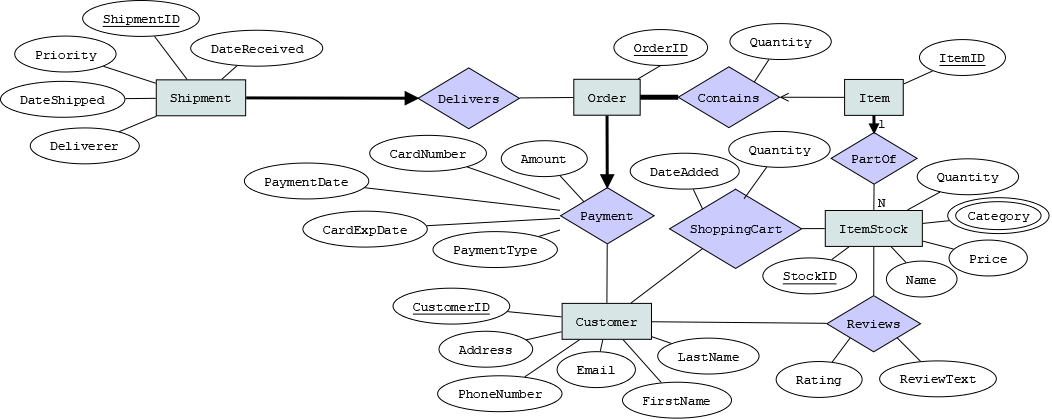 ShipmentID
Priority
DateReceived
OrderID
Quantity
ItemID
DateShipped
Shipment
Delivers
Order
Contains
Item
Deliverer
1
CardNumber
Amount
Quantity
PartOf
PaymentDate
DateAdded
Quantity
N
Category
CardExpDate
Payment
ShoppingCart
ItemStock
PaymentType
Price
StockID
Name
CustomerID
Customer
Reviews
Address
LastName
Email
PhoneNumber
FirstName
Rating
ReviewText